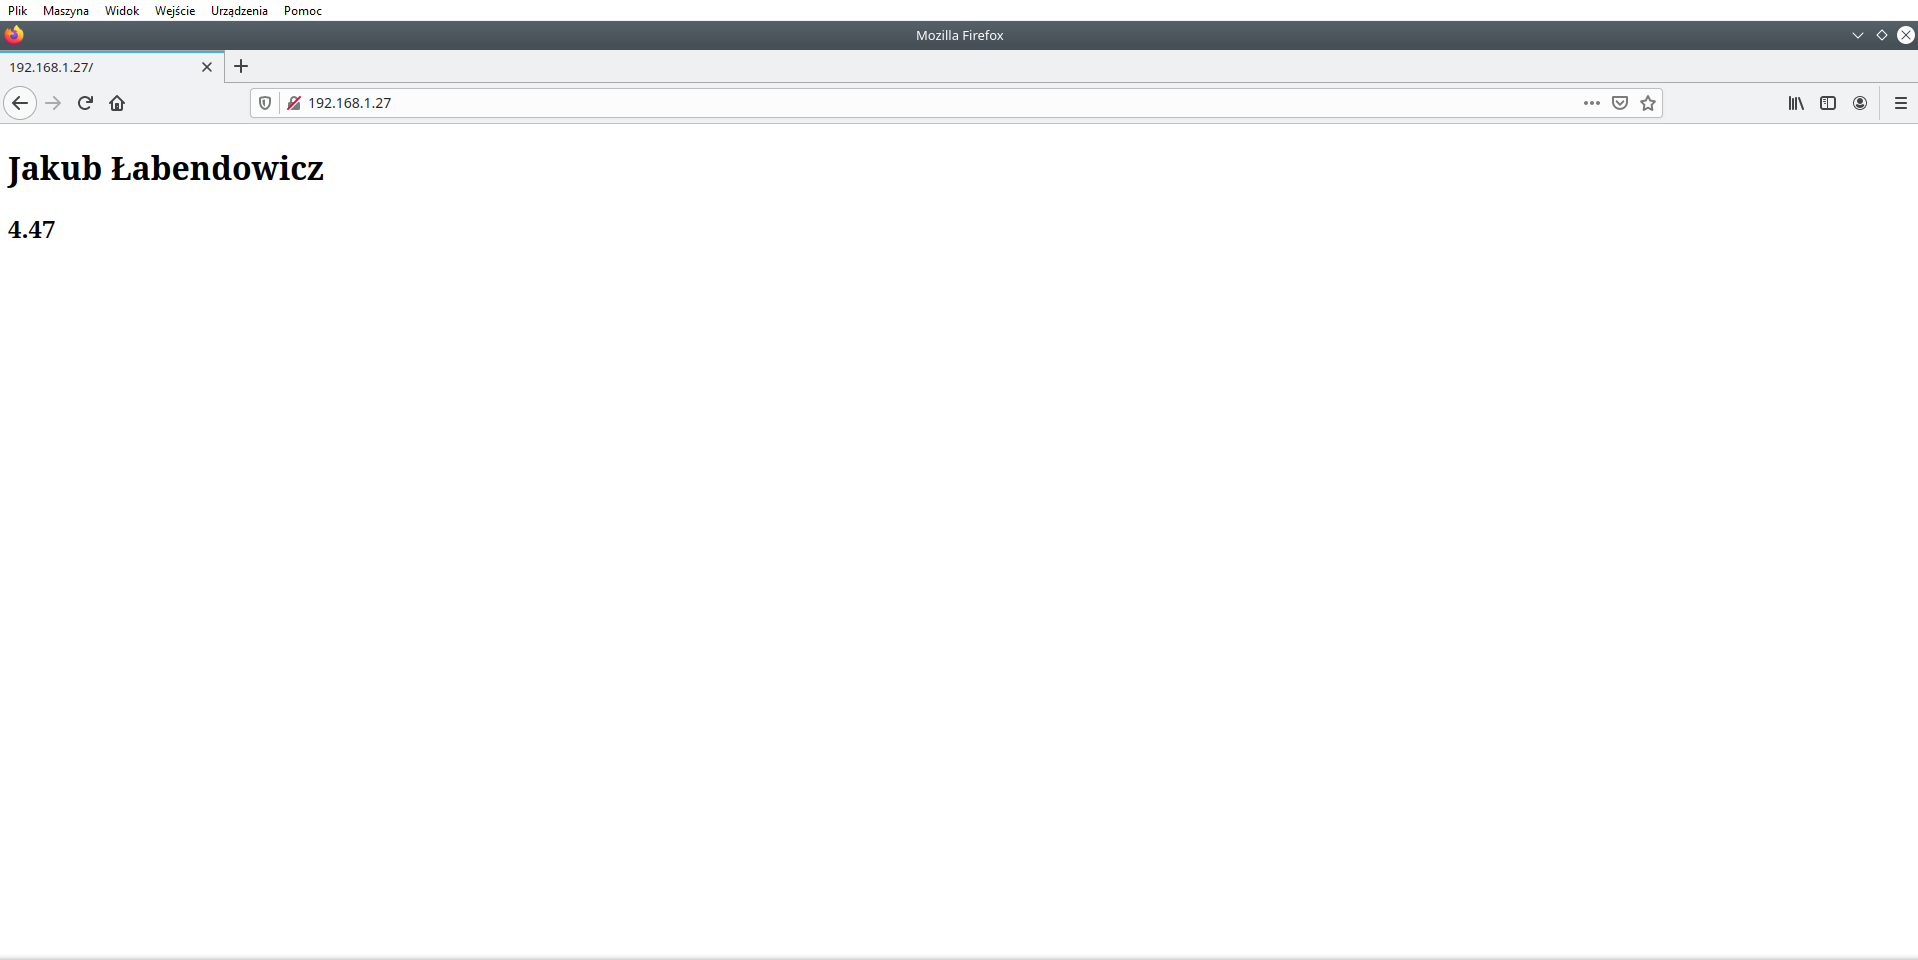 Plik Maszyna Widok Wejście Urządzenia Pomoc
Mozilla Firefox
192.168.1.27/
192.168.1.27
Jakub Łabendowicz
4.47